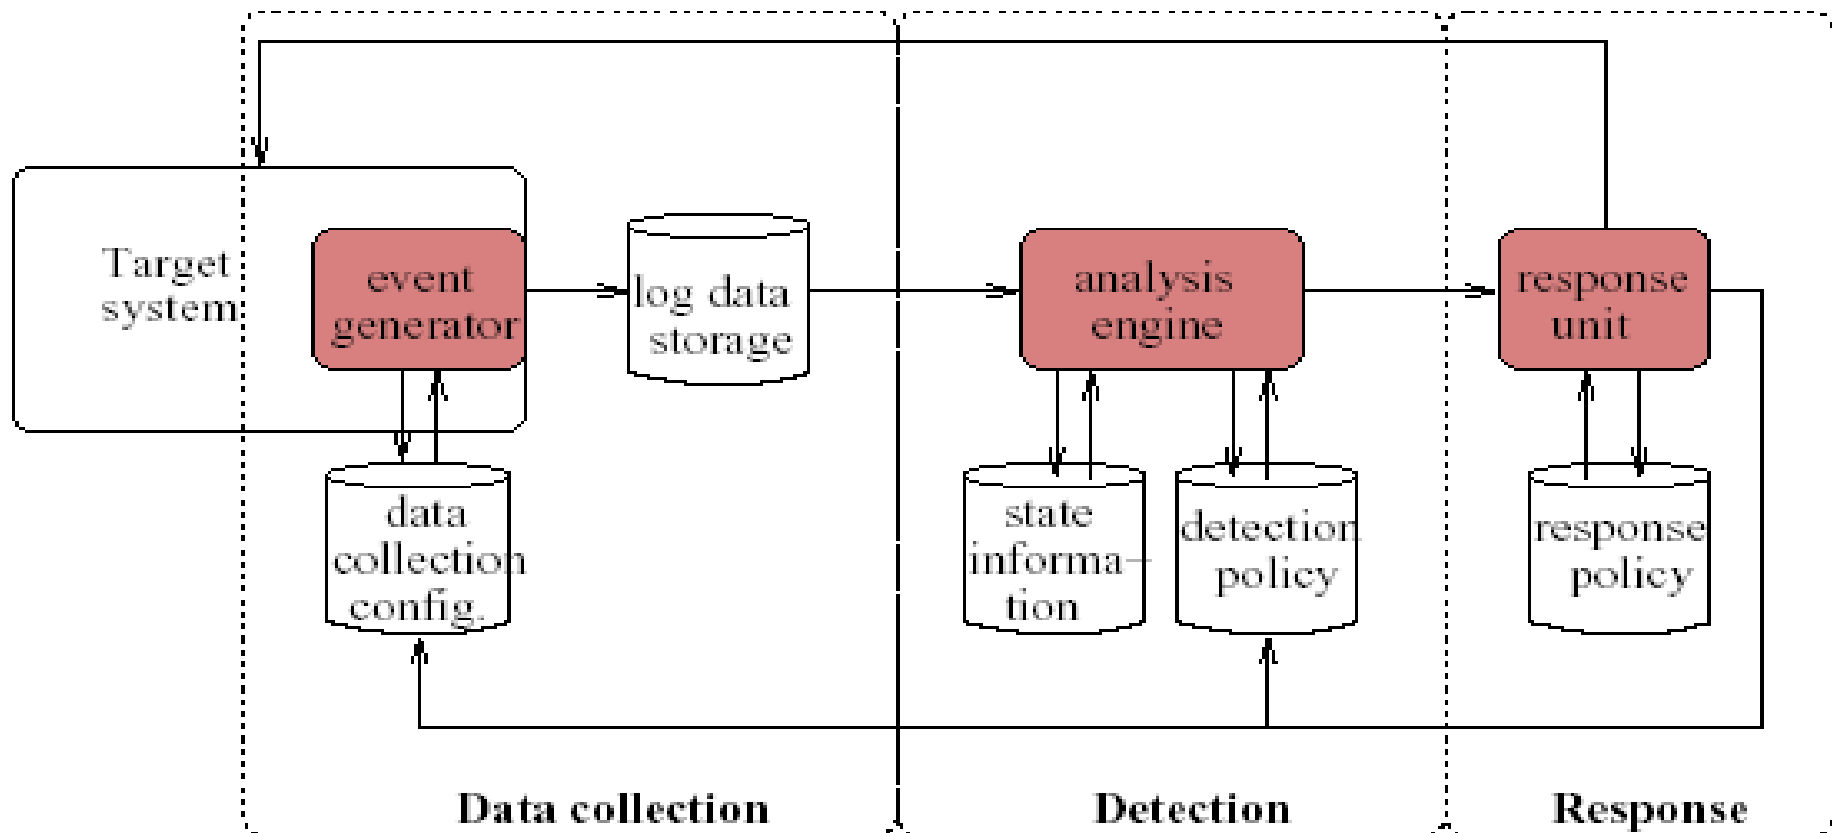 Target
system
event
generator
log data
storage
analysis
engine
response
unit
data
collection
config.
state
informa-
tion
detection
policy
response
policy
Data collection
Detection
Response